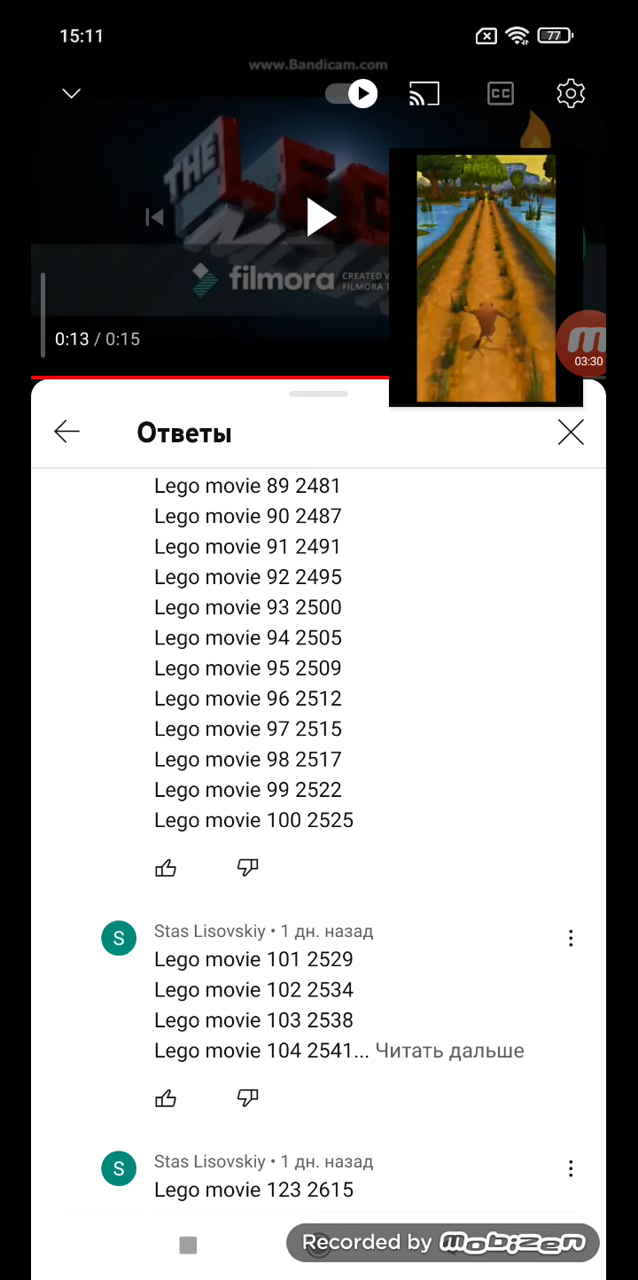 15:11
77
www.Bandicam.com
CC
THE
LEGO
MOVIE
filmora
CREATED W
FILMORA T
0:13 / 0:15
03:30
Ответы
Lego movie 89 2481
Lego movie 90 2487
Lego movie 91 2491
Lego movie 92 2495
Lego movie 93 2500
Lego movie 94 2505
Lego movie 95 2509
Lego movie 96 2512
Lego movie 97 2515
Lego movie 98 2517
Lego movie 99 2522
Lego movie 100 2525
S
Stas Lisovskiy • 1 дн. назад
Lego movie 101 2529
Lego movie 102 2534
Lego movie 103 2538
Lego movie 104 2541... Читать дальше
S
Stas Lisovskiy • 1 дн. назад
Lego movie 123 2615
Recorded by mobizen